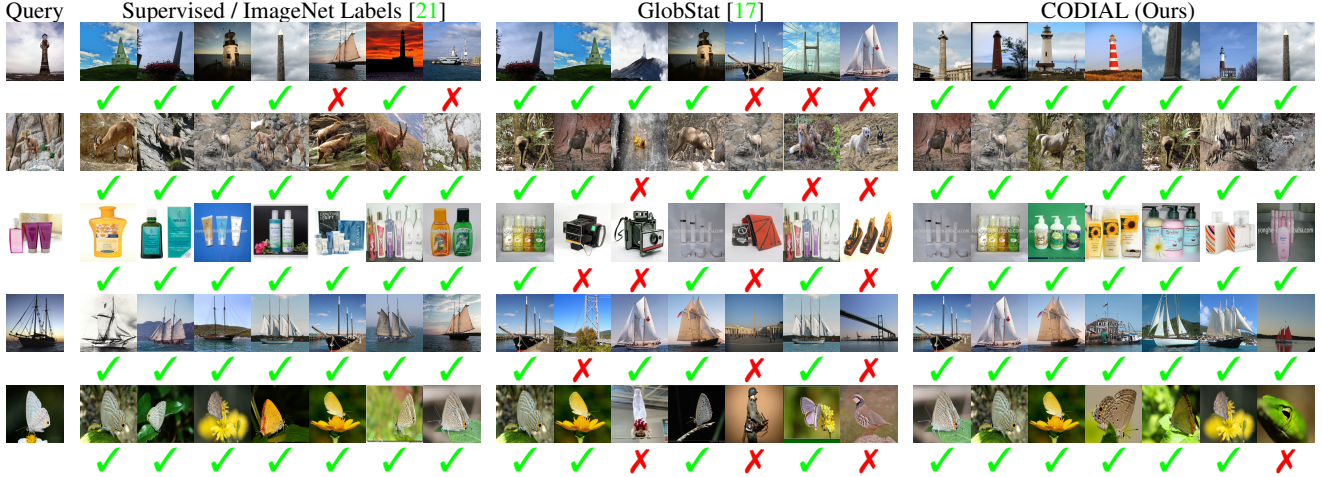 Query Supervised / ImageNet Labels [21] GlobStat [17] CODIAL (Ours)